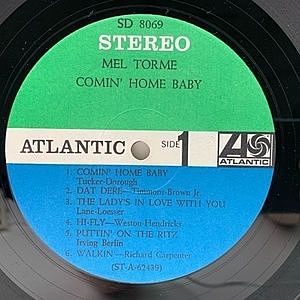 SD 8069
STEREO
MEL TORME
COMIN' HOME BABY
ATLANTIC SIDE 1 ATLANTIC
1. COMIN' HOME BABY
Tucker-Dorough
2. DAT DERE—Timmons-Brown Jr.
3. THE LADY'S IN LOVE WITH YOU
Lane-Loesser
4. HI-FLY—Weston-Hendricks
5. PUTTIN' ON THE RITZ
Irving Berlin
6. WALKIN'—Richard Carpenter
(ST-A-62439)